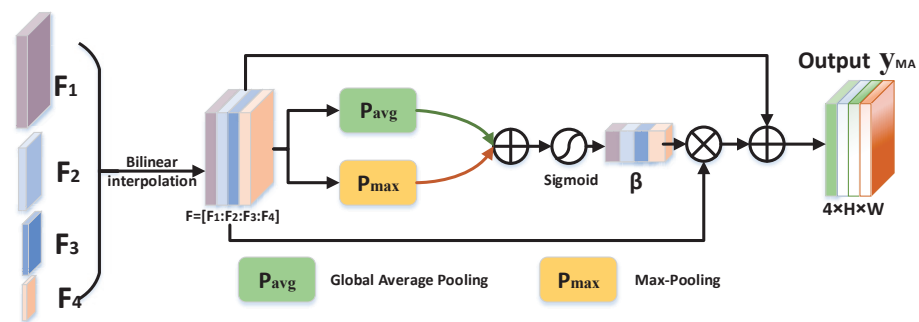 F1
F2
F3
F4
Bilinear
interpolation
F=[F1:F2:F3:F4]
Pavg
Pmax
Sigmoid
β
Output yMA
4×H×W
Pavg
Global Average Pooling
Pmax
Max-Pooling